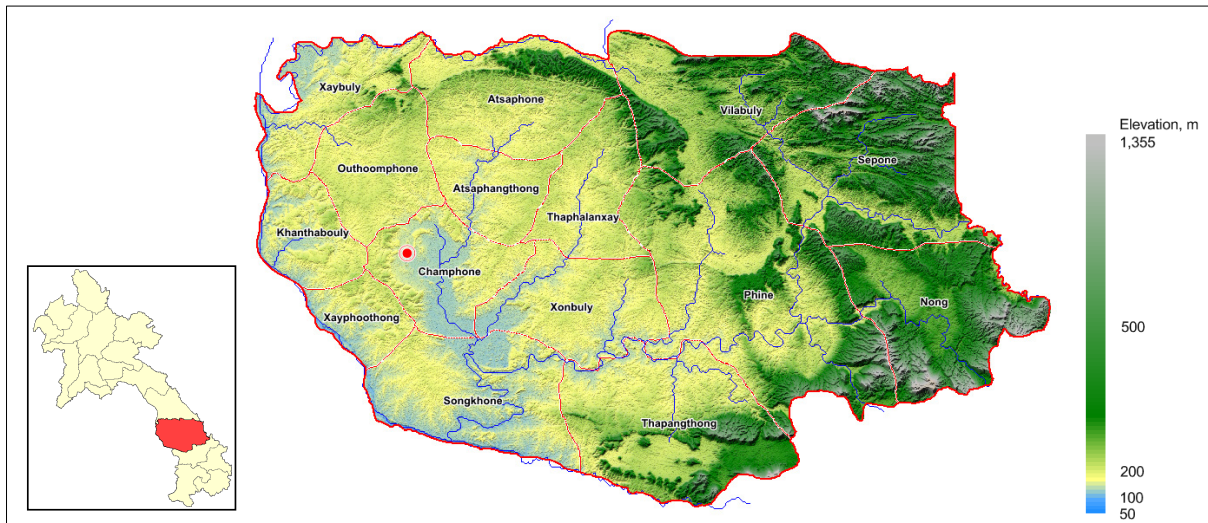 Xaybuly
Atsaphone
Vilabuly
Elevation, m
1,355
Sepone
Outhoomphone
Atsaphangthong
Thaphalanxay
Khanthabouly
Champhone
Phine
Nong
Xonbuly
Xayphoothong
500
Songkhone
Thapangthong
200
100
50